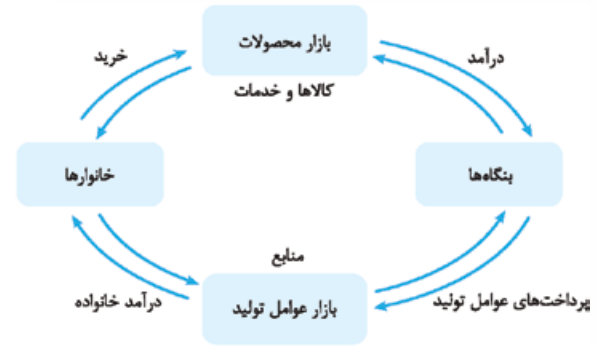 بازار محصولات
درآمد
خرید
کالاها و خدمات
بنگاه‌ها
خانوارها
منابع
پرداخت‌های عوامل تولید
بازار عوامل تولید
درآمد خانواده